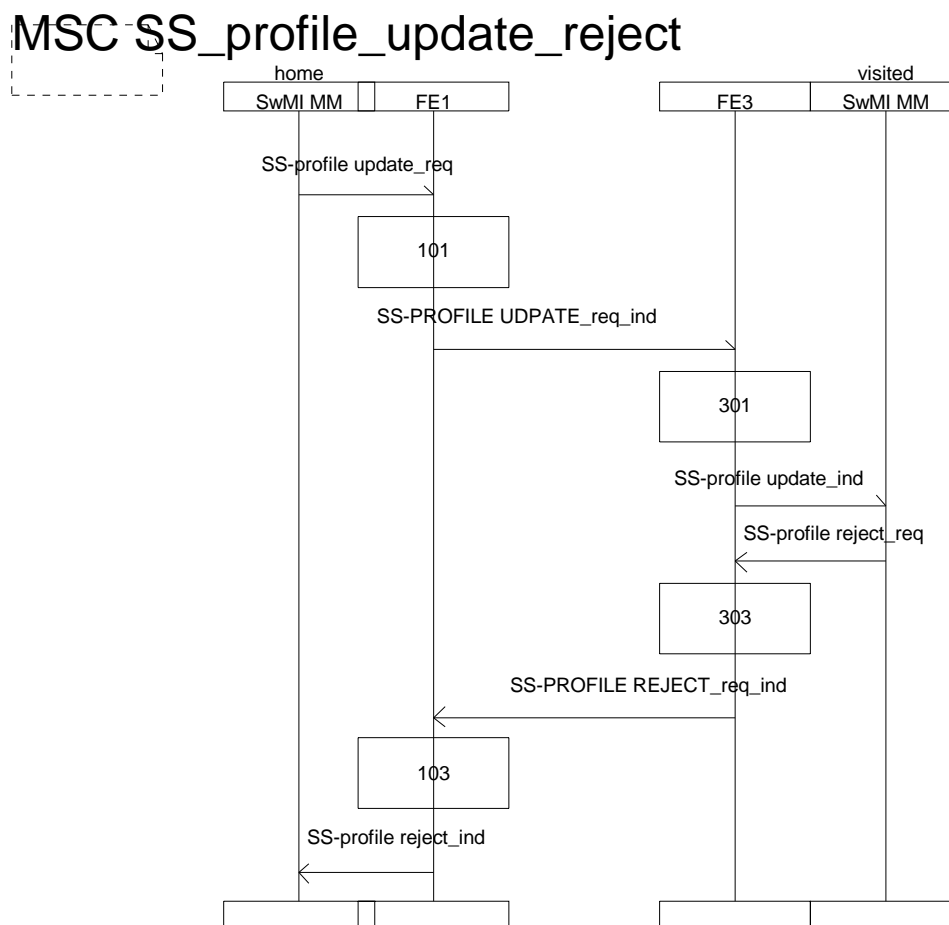 MSC SS_profile_update_reject
home visited
SwMI MM FE1 FE3 SwMI MM
SS-profile update_req
101
SS-PROFILE UDPATE_req_ind
301
SS-profile update_ind
SS-profile reject_req
303
SS-PROFILE REJECT_req_ind
103
SS-profile reject_ind